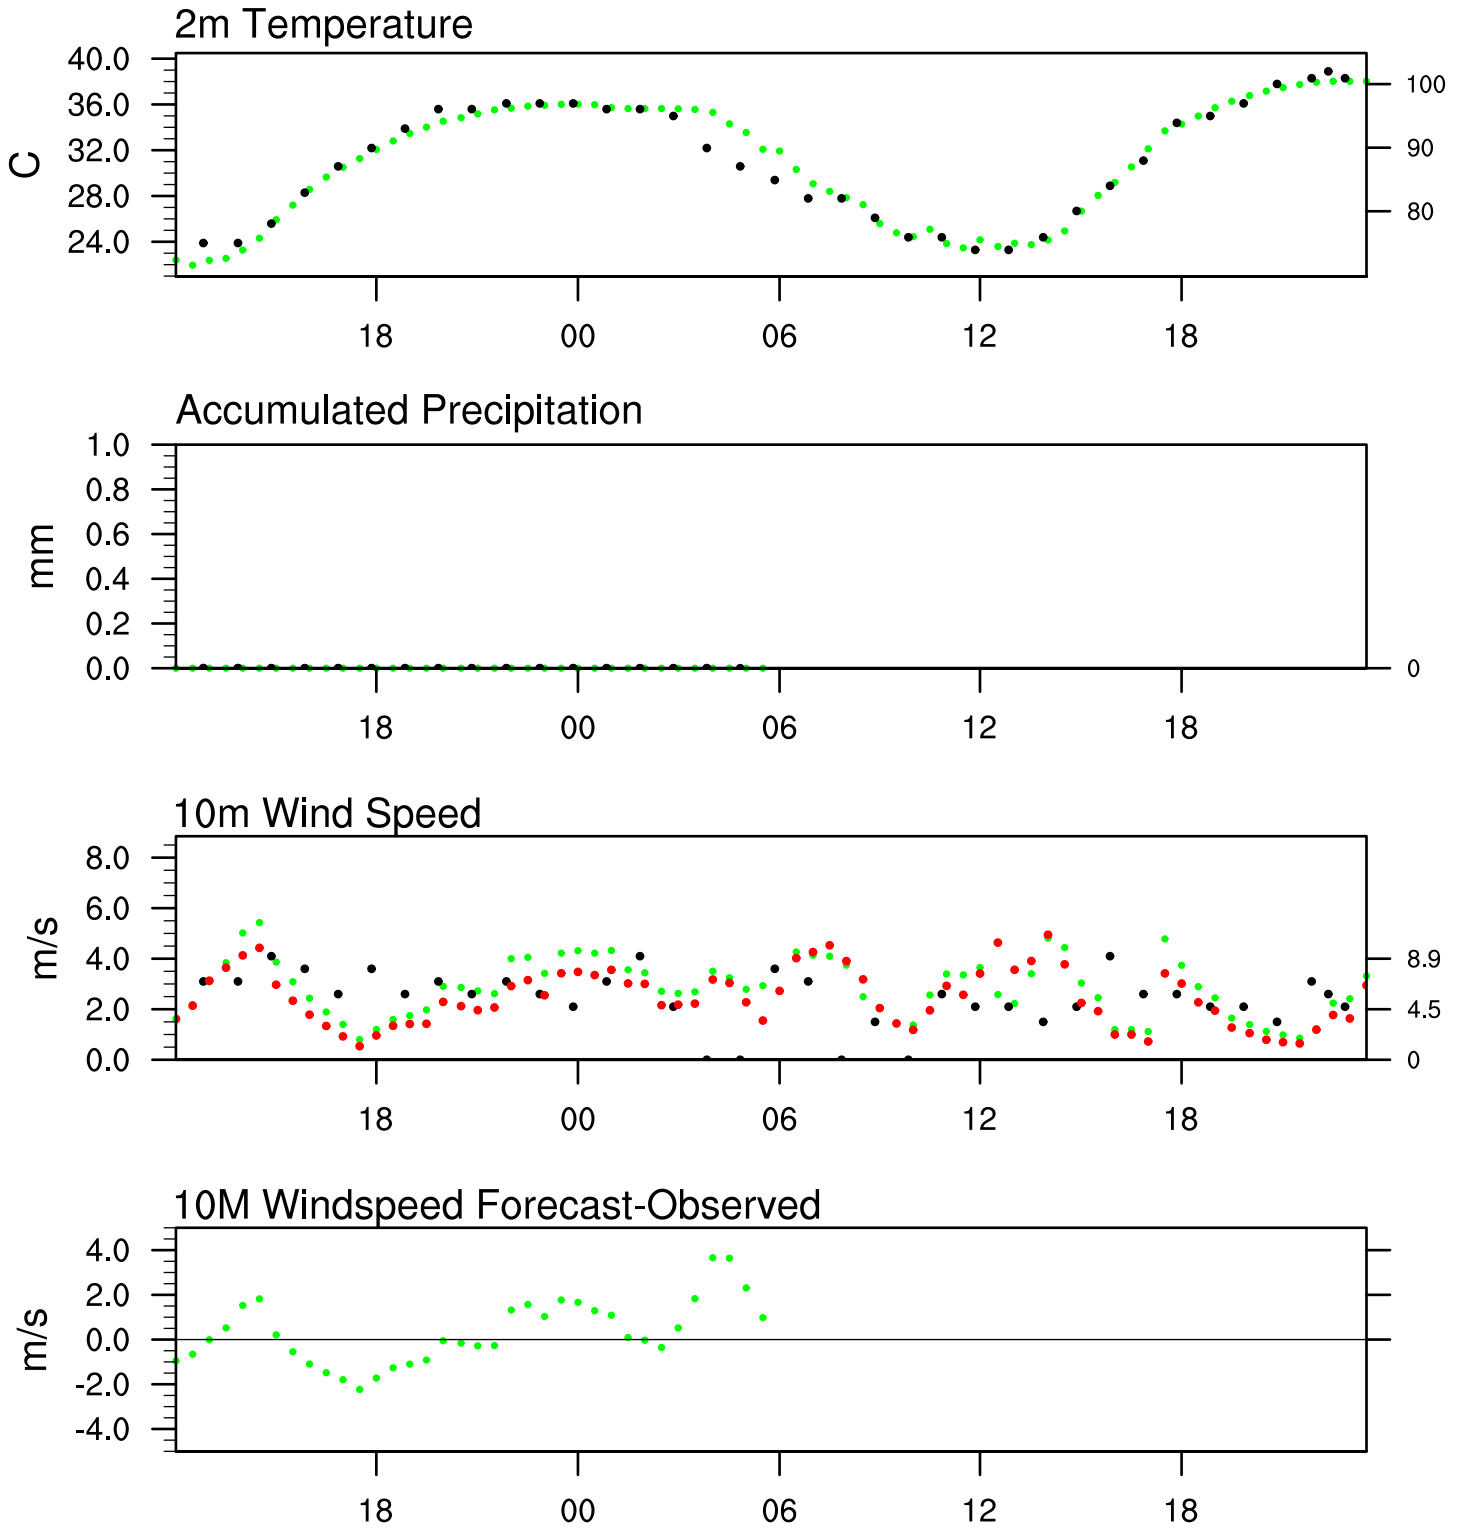 2m Temperature
40.0
36.0
32.0
28.0
24.0
C
100
90
80
18 00 06 12 18
Accumulated Precipitation
1.0
0.8
0.6
0.4
0.2
0.0
mm
0
18 00 06 12 18
10m Wind Speed
8.0
6.0
4.0
2.0
0.0
m/s
8.9
4.5
0
18 00 06 12 18
10M Windspeed Forecast-Observed
4.0
2.0
0.0
-2.0
-4.0
m/s
18 00 06 12 18